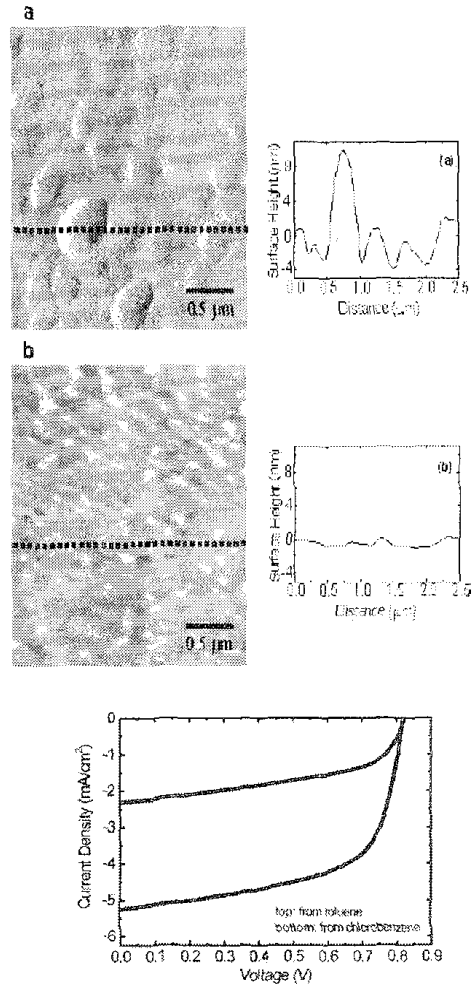 a
0.5 μm
Surface Height (nm)
8
4
0
-4
(a)
0.0 0.5 1.0 1.5 2.0 2.5
Distance (μm)
b
0.5 μm
Surface Height (nm)
8
4
0
-4
(b)
0.0 0.5 1.0 1.5 2.0 2.5
Distance (μm)
Current Density (mA/cm²)
0
-1
-2
-3
-4
-5
-6
top: from toluene
bottom: from chlorobenzene
0.0 0.1 0.2 0.3 0.4 0.5 0.6 0.7 0.8 0.9
Voltage (V)